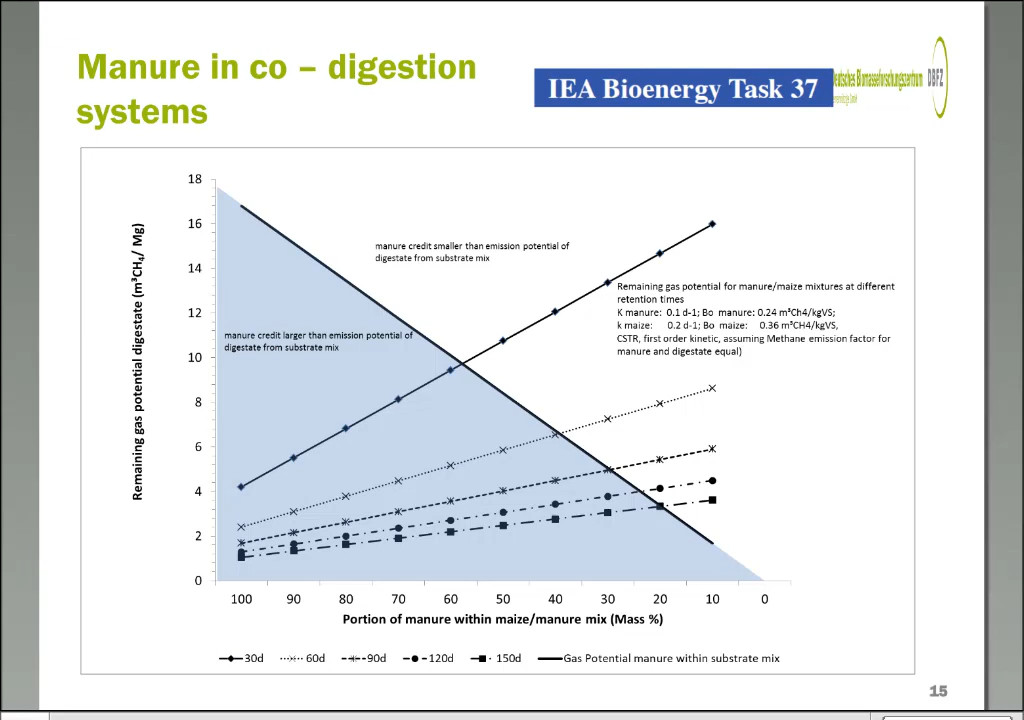 Manure in co – digestion
systems
IEA Bioenergy Task 37
eutsches Biomasseforschungszentrum
DBFZ
18
16
14
12
10
8
6
4
2
0
Remaining gas potential digestate (m³CH₄/ Mg)
manure credit smaller than emission potential of
digestate from substrate mix
manure credit larger than emission potential of
digestate from substrate mix
Remaining gas potential for manure/maize mixtures at different
retention times
K manure: 0.1 d-1; Bo manure: 0.24 m³Ch4/kgVS;
k maize: 0.2 d-1; Bo maize: 0.36 m³CH4/kgVS,
CSTR, first order kinetic, assuming Methane emission factor for
manure and digestate equal)
100 90 80 70 60 50 40 30 20 10 0
Portion of manure within maize/manure mix (Mass %)
30d 60d 90d 120d 150d Gas Potential manure within substrate mix
15